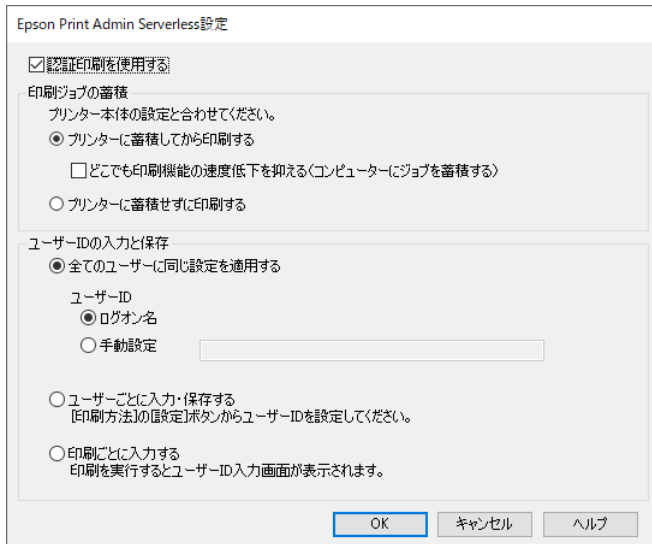 Epson Print Admin Serverless設定
認証印刷を使用する
印刷ジョブの蓄積
プリンター本体の設定と合わせてください。
プリンターに蓄積してから印刷する
どこでも印刷機能の速度低下を抑える(コンピューターにジョブを蓄積する)
プリンターに蓄積せずに印刷する
ユーザーIDの入力と保存
全てのユーザーに同じ設定を適用する
ユーザーID
ログオン名
手動設定
ユーザーごとに入力・保存する
[印刷方法]の[設定]ボタンからユーザーIDを設定してください。
印刷ごとに入力する
印刷を実行するとユーザーID入力画面が表示されます。
OK キャンセル ヘルプ